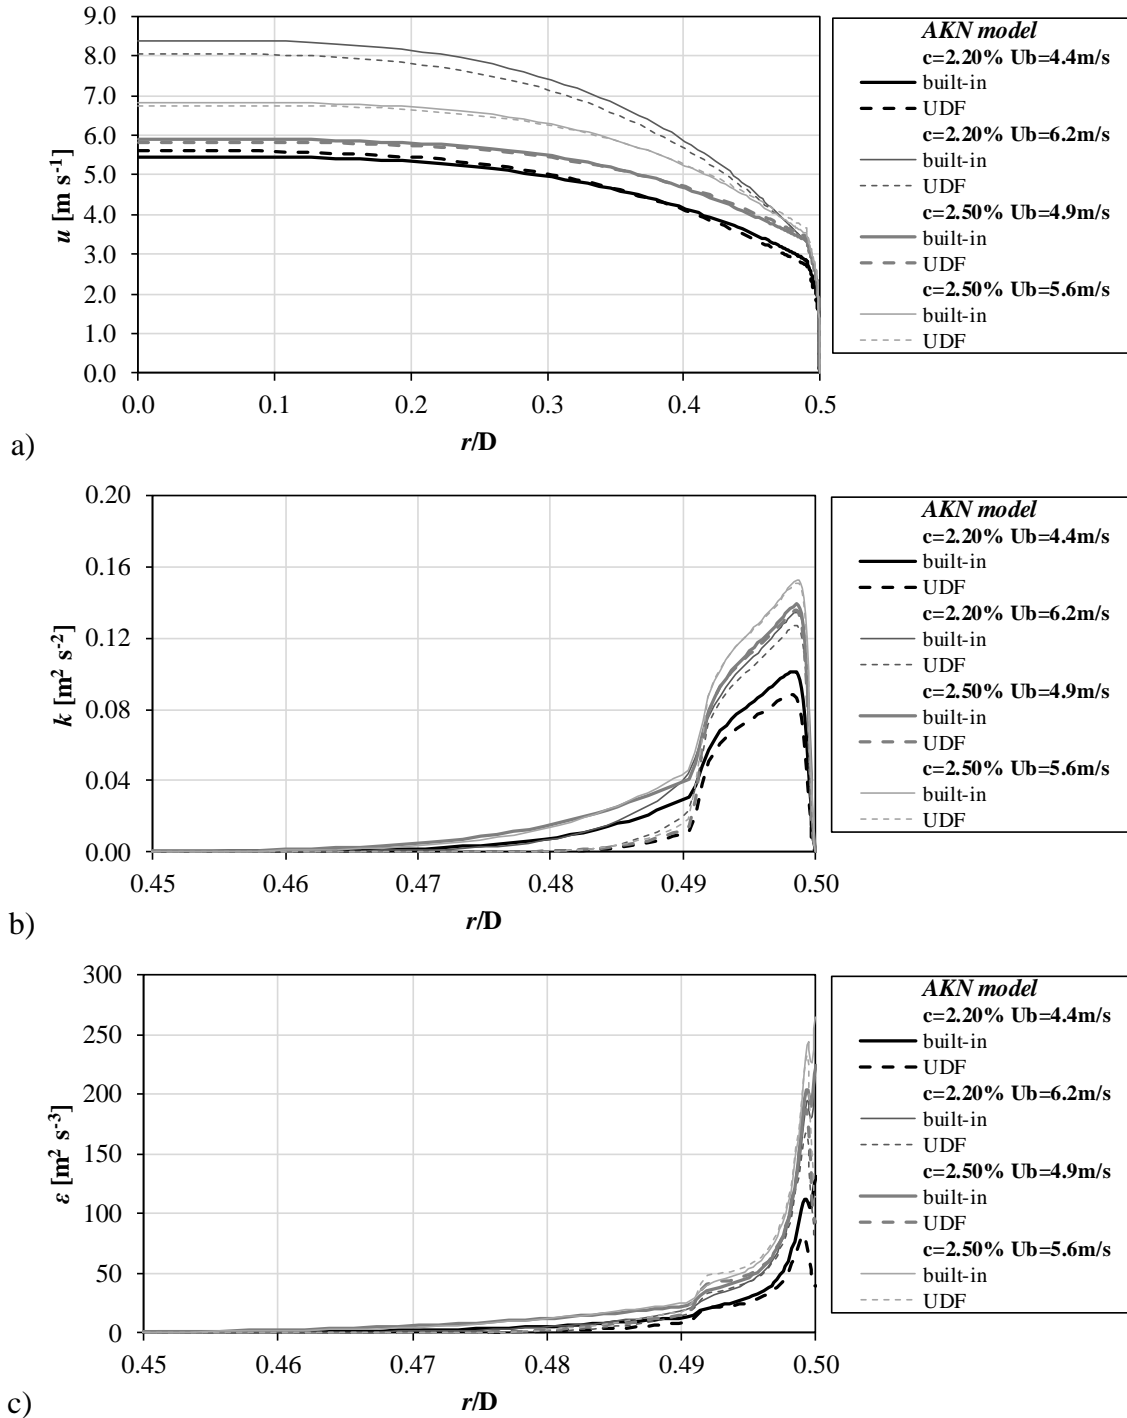 9.0
8.0
7.0
6.0
5.0
4.0
3.0
2.0
1.0
0.0
u [m s-1]
0.0 0.1 0.2 0.3 0.4 0.5
r/D
a)
AKN model
c=2.20% Ub=4.4m/s
built-in
UDF
c=2.20% Ub=6.2m/s
built-in
UDF
c=2.50% Ub=4.9m/s
built-in
UDF
c=2.50% Ub=5.6m/s
built-in
UDF
0.20
0.16
0.12
0.08
0.04
0.00
k [m2 s-2]
0.45 0.46 0.47 0.48 0.49 0.50
r/D
b)
AKN model
c=2.20% Ub=4.4m/s
built-in
UDF
c=2.20% Ub=6.2m/s
built-in
UDF
c=2.50% Ub=4.9m/s
built-in
UDF
c=2.50% Ub=5.6m/s
built-in
UDF
300
250
200
150
100
50
0
ε [m2 s-3]
0.45 0.46 0.47 0.48 0.49 0.50
r/D
c)
AKN model
c=2.20% Ub=4.4m/s
built-in
UDF
c=2.20% Ub=6.2m/s
built-in
UDF
c=2.50% Ub=4.9m/s
built-in
UDF
c=2.50% Ub=5.6m/s
built-in
UDF